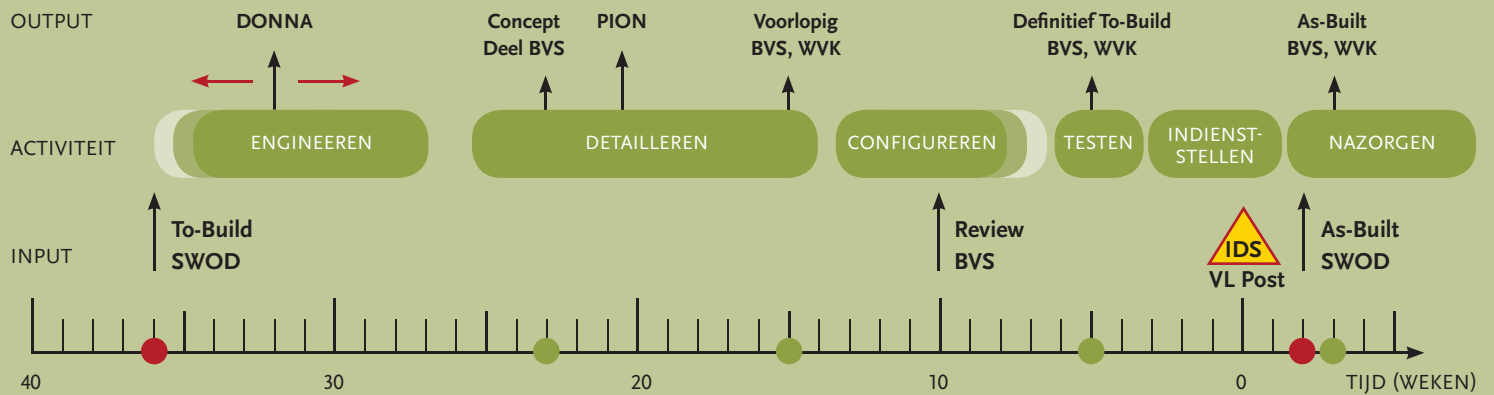 OUTPUT
DONNA
Concept
Deel BVS
PION
Voorlopig
BVS, WVK
Definitief To-Build
BVS, WVK
As-Built
BVS, WVK
ACTIVITEIT
ENGINEEREN
DETAILLEREN
CONFIGUREREN
TESTEN
INDIENST-
STELLEN
NAZORGEN
INPUT
To-Build
SWOD
Review
BVS
IDS
VL Post
As-Built
SWOD
40
30
20
10
0
TIJD (WEKEN)